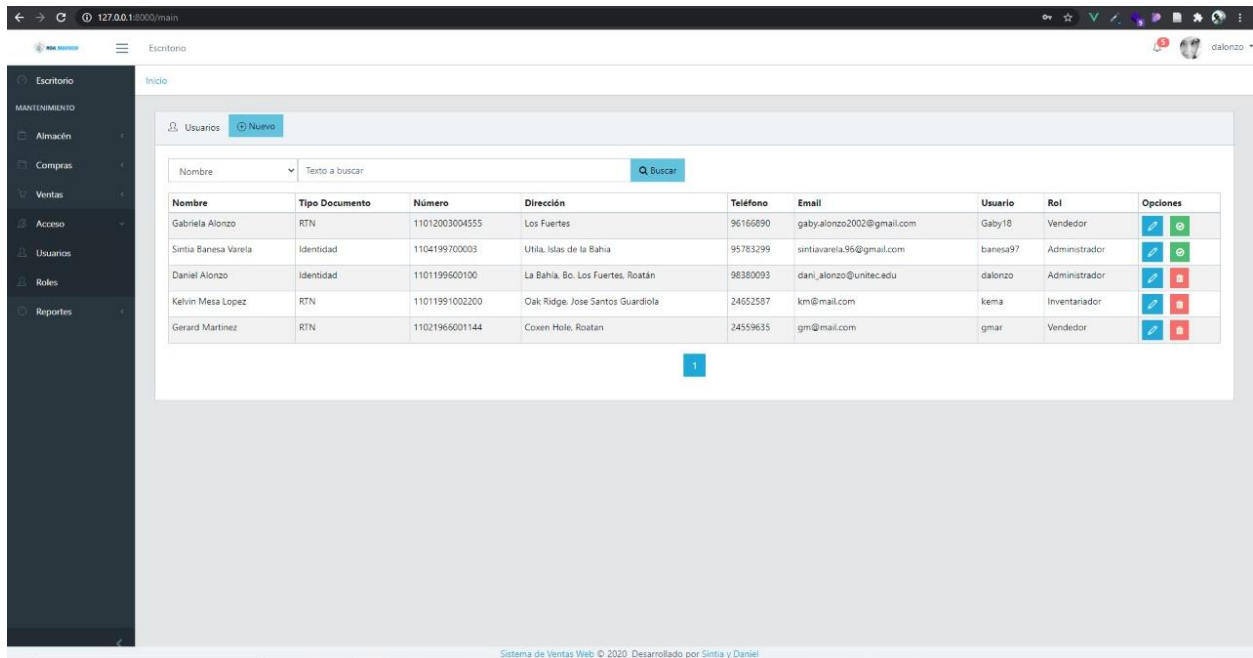 127.0.0.1:8000/main
Escritorio
5
dalonzo
Escritorio
Inicio
MANTENIMIENTO
Almacén
Compras
Ventas
Acceso
Usuarios
Roles
Reportes
Usuarios Nuevo
Nombre Texto a buscar Buscar
Nombre Tipo Documento Número Dirección Teléfono Email Usuario Rol Opciones
Gabriela Alonzo RTN 11012003004555 Los Fuertes 96166890 gaby.alonzo2002@gmail.com Gaby18 Vendedor
Sintia Banesa Varela Identidad 1104199700003 Utila, Islas de la Bahia 95783299 sintiavarela.96@gmail.com banesa97 Administrador
Daniel Alonzo Identidad 1101199600100 La Bahía, Bo. Los Fuertes, Roatán 98380093 dani_alonzo@unitec.edu dalonzo Administrador
Kelvin Mesa Lopez RTN 11011991002200 Oak Ridge, Jose Santos Guardiola 24652587 km@mail.com kema Inventariador
Gerard Martinez RTN 11021966001144 Coxen Hole, Roatan 24559635 gm@mail.com gmar Vendedor
1
Sistema de Ventas Web © 2020 Desarrollado por Sintia y Daniel